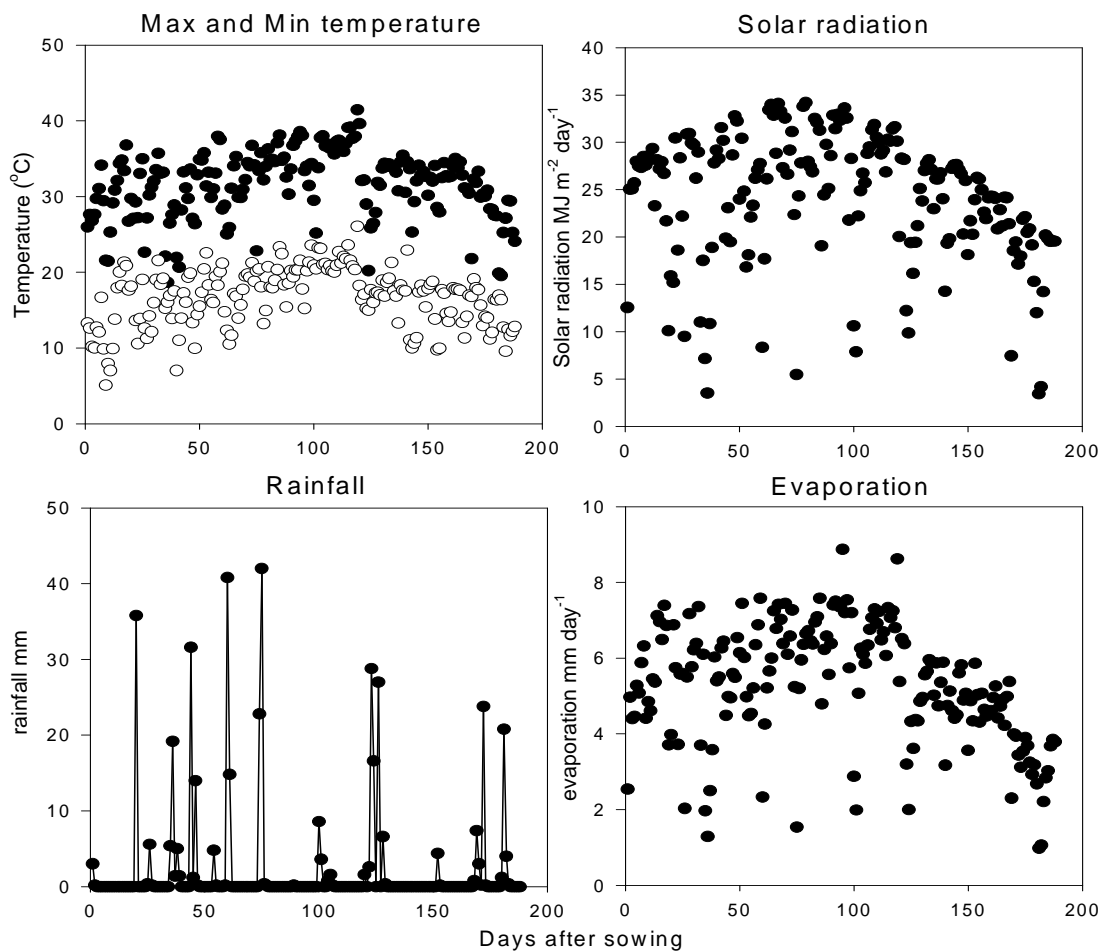 Max and Min temperature
Solar radiation
50
40
30
20
10
0
Temperature (°C)
0 50 100 150 200
40
35
30
25
20
15
10
5
0
Solar radiation MJ m-2 day-1
0 50 100 150 200
Rainfall
Evaporation
50
40
30
20
10
0
rainfall mm
0 50 100 150 200
10
8
6
4
2
0
evaporation mm day-1
0 50 100 150 200
Days after sowing